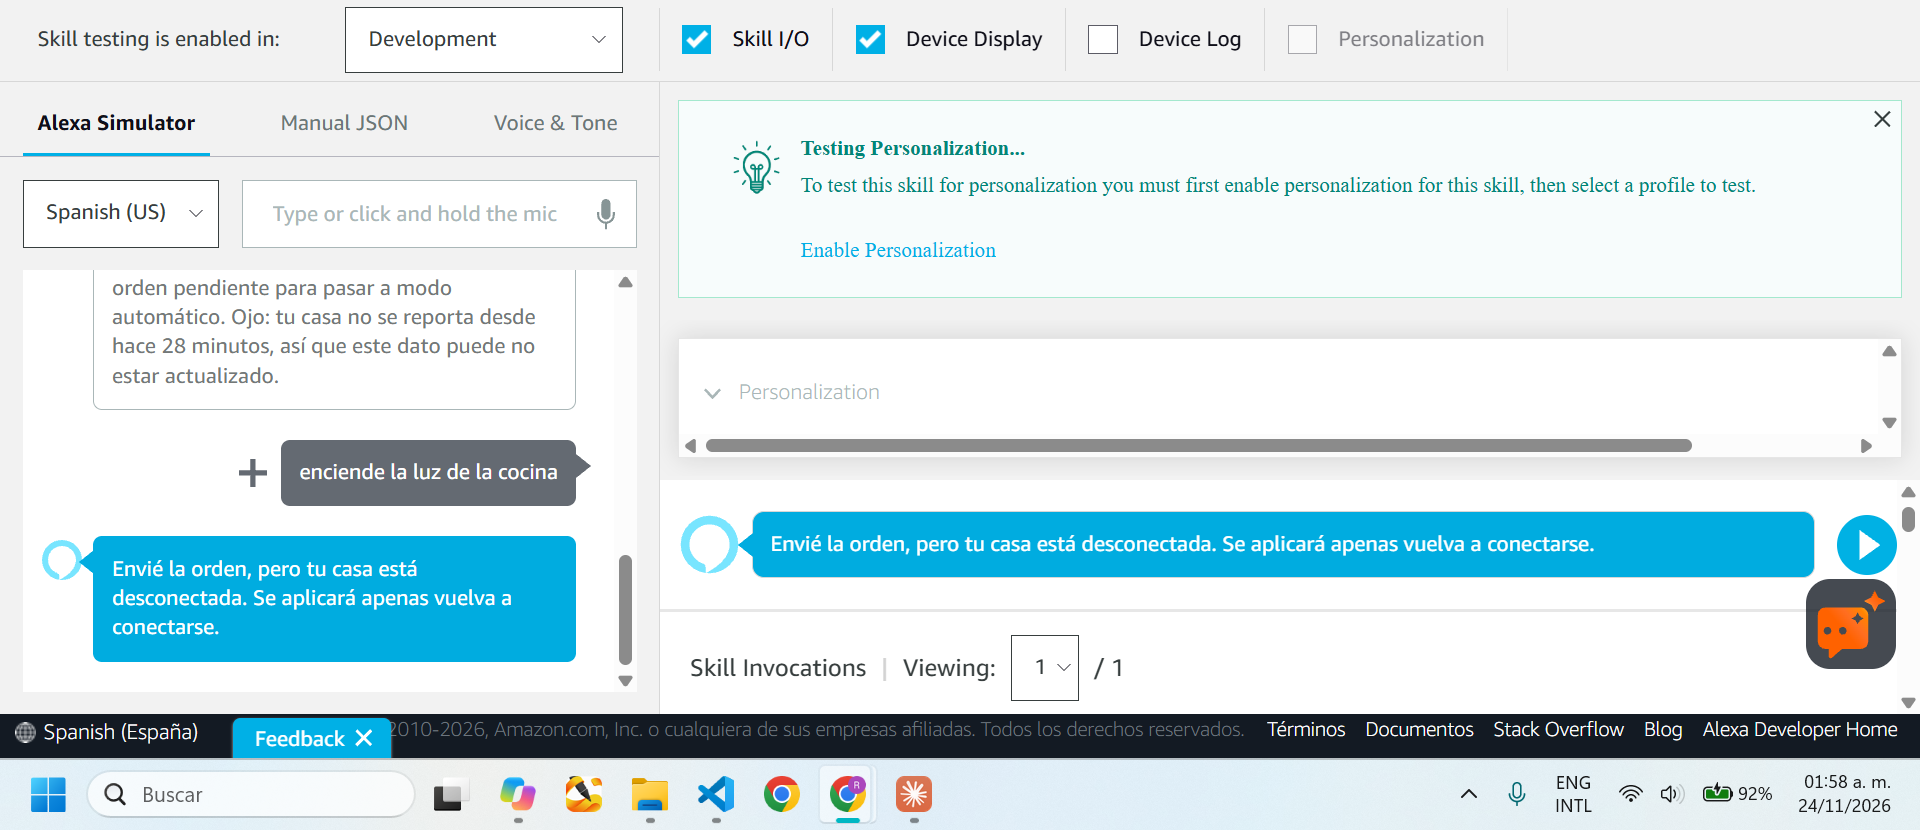 Skill testing is enabled in:
Development
Skill I/O
Device Display
Device Log
Personalization
Alexa Simulator
Manual JSON
Voice & Tone
Spanish (US)
Type or click and hold the mic
orden pendiente para pasar a modo
automático. Ojo: tu casa no se reporta desde
hace 28 minutos, así que este dato puede no
estar actualizado.
enciende la luz de la cocina
Envié la orden, pero tu casa está
desconectada. Se aplicará apenas vuelva a
conectarse.
Testing Personalization...
To test this skill for personalization you must first enable personalization for this skill, then select a profile to test.
Enable Personalization
Personalization
Envié la orden, pero tu casa está desconectada. Se aplicará apenas vuelva a conectarse.
Skill Invocations | Viewing: 1 / 1
Spanish (España)
Feedback
2010-2026, Amazon.com, Inc. o cualquiera de sus empresas afiliadas. Todos los derechos reservados.
Términos
Documentos
Stack Overflow
Blog
Alexa Developer Home
Buscar
R
ENG
INTL
92%
01:58 a. m.
24/11/2026